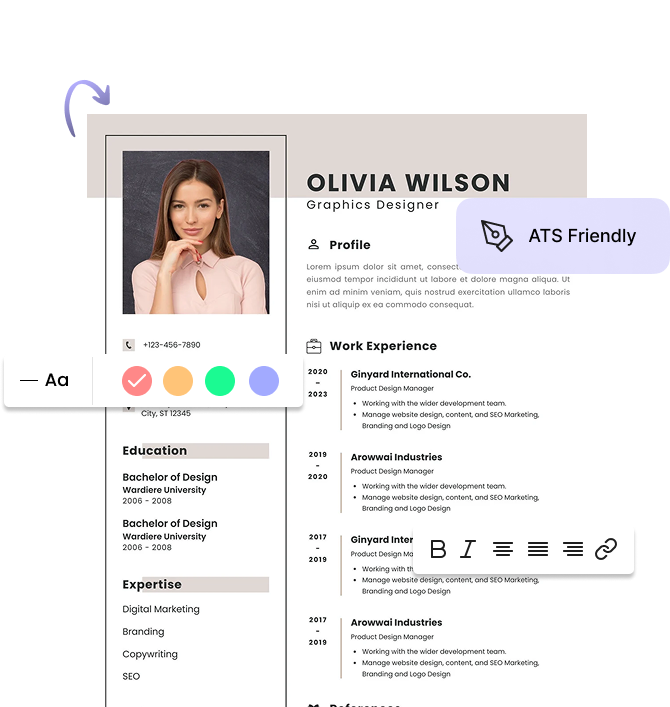 OLIVIA WILSON
Graphics Designer
ATS Friendly
Profile
Lorem ipsum dolor sit amet,
eiusmod tempor incididunt ut labore et dolore magna aliqua. Ut
enim ad minim veniam, quis nostrud exercitation ullamco laboris
nisi ut aliquip ex ea commodo consequat.
+123-456-7890
Aa
City, ST 12345
Education
Bachelor of Design
Wardiere University
2006 - 2008
Bachelor of Design
Wardiere University
2006 - 2008
Expertise
Digital Marketing
Branding
Copywriting
SEO
Work Experience
2020
-
2023
Ginyard International Co.
Product Design Manager
• Working with the wider development team.
• Manage website design, content, and SEO Marketing,
Branding and Logo Design
2019
-
2020
Arowwai Industries
Product Design Manager
• Working with the wider development team.
• Manage website design, content, and SEO Marketing,
Branding and Logo Design
2017
-
2019
Ginyard
Product Design
• Working with
B I
• Manage website design, content, and SEO Marketing,
Branding and Logo Design
2017
-
2019
Arowwai Industries
Product Design Manager
• Working with the wider development team.
• Manage website design, content, and SEO Marketing,
Branding and Logo Design